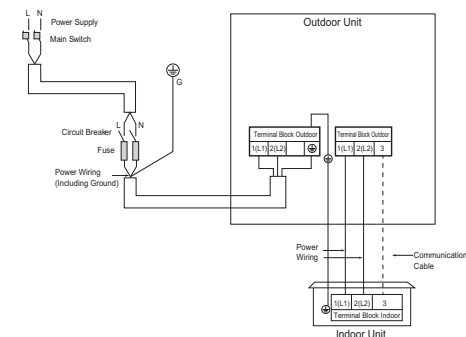 L N
Power Supply
Main Switch
Outdoor Unit
G
L N
Circuit Breaker
Fuse
Power Wiring
(Including Ground)
Terminal Block Outdoor
1(L1) 2(L2)
Terminal Block Outdoor
1(L1) 2(L2) 3
Power
Wiring
Communication
Cable
1(L1) 2(L2) 3
Terminal Block Indoor
Indoor Unit